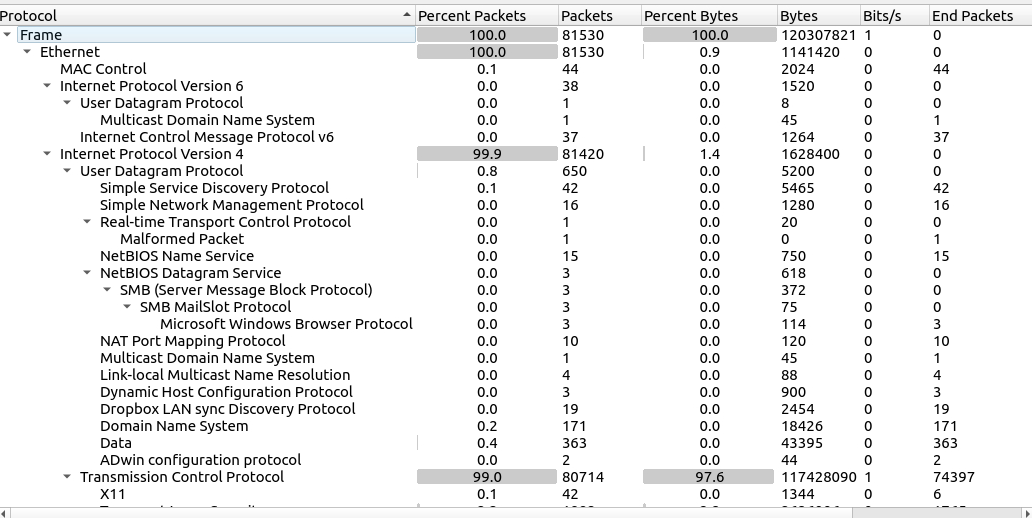 Protocol Percent Packets Packets Percent Bytes Bytes Bits/s End Packets
Frame 100.0 81530 100.0 120307821 1 0
Ethernet 100.0 81530 0.9 1141420 0 0
MAC Control 0.1 44 0.0 2024 0 44
Internet Protocol Version 6 0.0 38 0.0 1520 0 0
User Datagram Protocol 0.0 1 0.0 8 0 0
Multicast Domain Name System 0.0 1 0.0 45 0 1
Internet Control Message Protocol v6 0.0 37 0.0 1264 0 37
Internet Protocol Version 4 99.9 81420 1.4 1628400 0 0
User Datagram Protocol 0.8 650 0.0 5200 0 0
Simple Service Discovery Protocol 0.1 42 0.0 5465 0 42
Simple Network Management Protocol 0.0 16 0.0 1280 0 16
Real-time Transport Control Protocol 0.0 1 0.0 20 0 0
Malformed Packet 0.0 1 0.0 0 0 1
NetBIOS Name Service 0.0 15 0.0 750 0 15
NetBIOS Datagram Service 0.0 3 0.0 618 0 0
SMB (Server Message Block Protocol) 0.0 3 0.0 372 0 0
SMB MailSlot Protocol 0.0 3 0.0 75 0 0
Microsoft Windows Browser Protocol 0.0 3 0.0 114 0 3
NAT Port Mapping Protocol 0.0 10 0.0 120 0 10
Multicast Domain Name System 0.0 1 0.0 45 0 1
Link-local Multicast Name Resolution 0.0 4 0.0 88 0 4
Dynamic Host Configuration Protocol 0.0 3 0.0 900 0 3
Dropbox LAN sync Discovery Protocol 0.0 19 0.0 2454 0 19
Domain Name System 0.2 171 0.0 18426 0 171
Data 0.4 363 0.0 43395 0 363
ADwin configuration protocol 0.0 2 0.0 44 0 2
Transmission Control Protocol 99.0 80714 97.6 117428090 1 74397
X11 0.1 42 0.0 1344 0 6